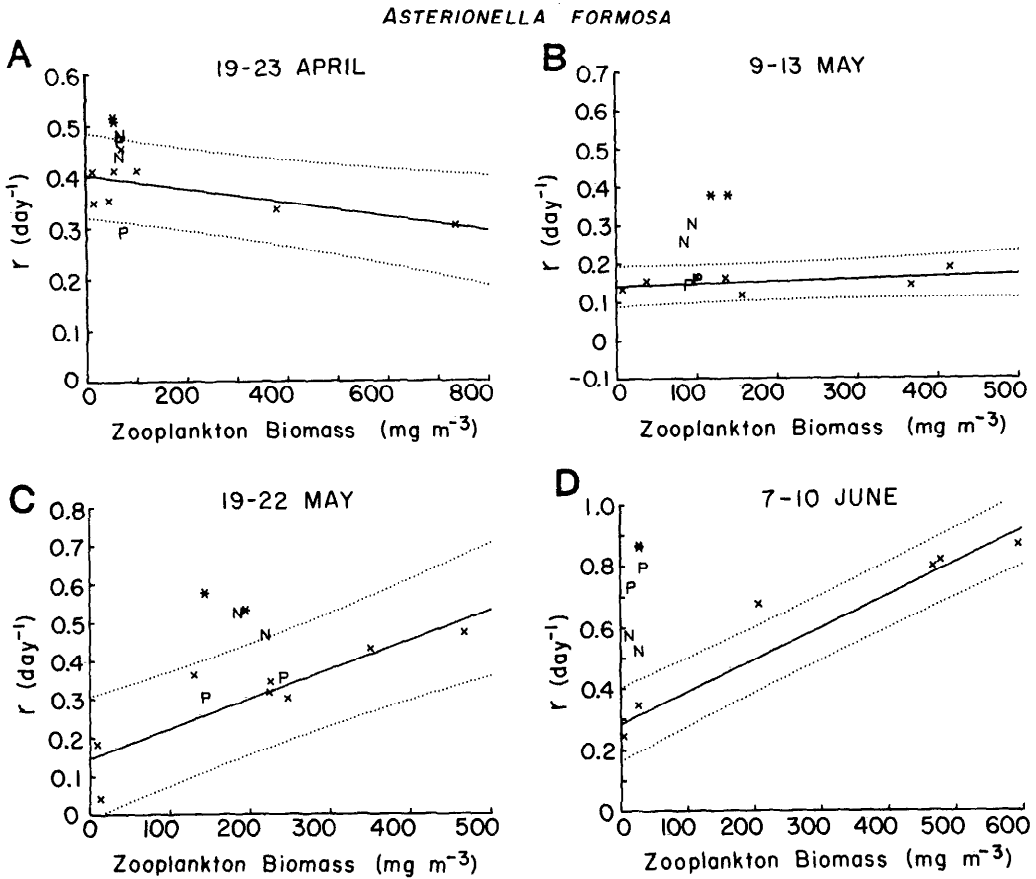 ASTERIONELLA FORMOSA
A
19-23 APRIL
0.6
0.5
0.4
0.3
0.2
0.1
0
r (day⁻¹)
N
P
N
P
0 200 400 600 800
Zooplankton Biomass (mg m⁻³)
B
9-13 MAY
0.7
0.6
0.5
0.4
0.3
0.2
0.1
0
-0.1
r (day⁻¹)
N
N
P
P
0 100 200 300 400 500
Zooplankton Biomass (mg m⁻³)
C
19-22 MAY
0.8
0.7
0.6
0.5
0.4
0.3
0.2
0.1
0
r (day⁻¹)
N
N
P
P
0 100 200 300 400 500
Zooplankton Biomass (mg m⁻³)
D
7-10 JUNE
1.0
0.8
0.6
0.4
0.2
0
r (day⁻¹)
P
P
N
N
0 100 200 300 400 500 600
Zooplankton Biomass (mg m⁻³)